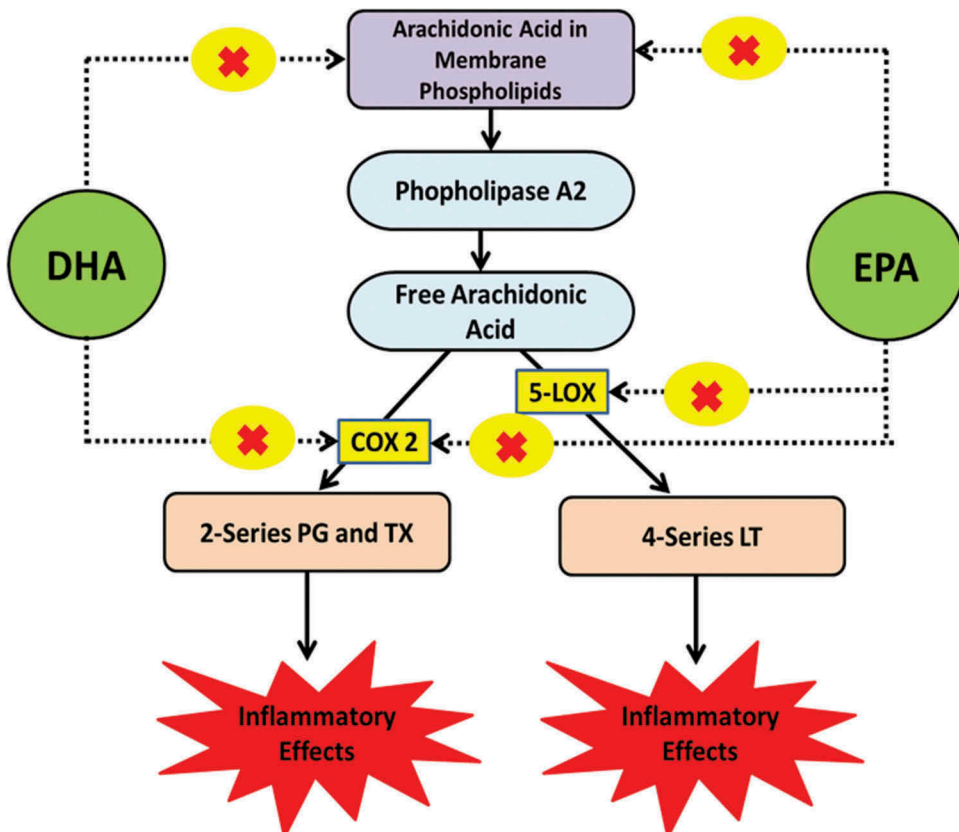 Arachidonic Acid in
Membrane
Phospholipids
Phopholipase A2
DHA
EPA
Free Arachidonic
Acid
5-LOX
COX 2
2-Series PG and TX
4-Series LT
Inflammatory
Effects
Inflammatory
Effects